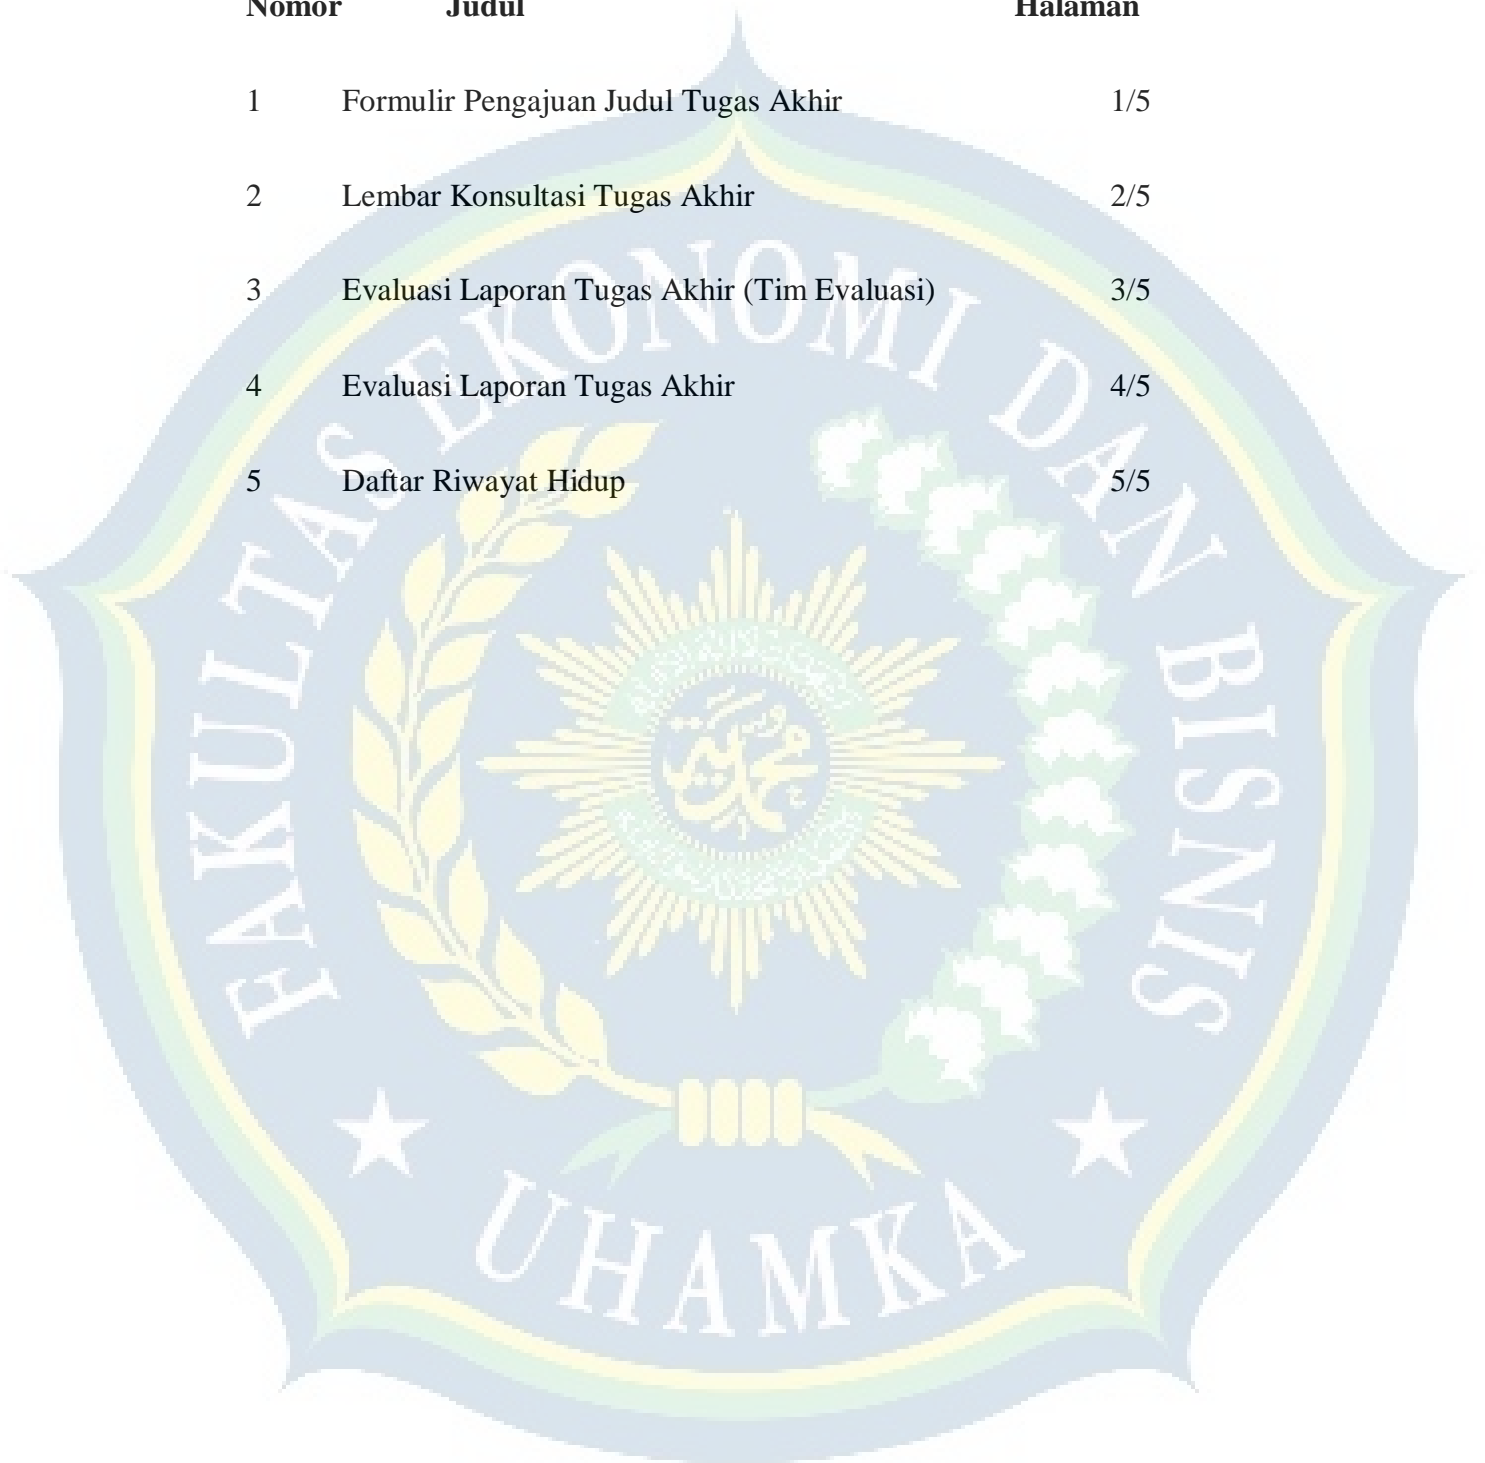 Nomor Judul Halaman
1 Formulir Pengajuan Judul Tugas Akhir 1/5
2 Lembar Konsultasi Tugas Akhir 2/5
3 Evaluasi Laporan Tugas Akhir (Tim Evaluasi) 3/5
4 Evaluasi Laporan Tugas Akhir 4/5
5 Daftar Riwayat Hidup 5/5
FAKULTAS EKONOMI DAN BISNIS
UHAMKA